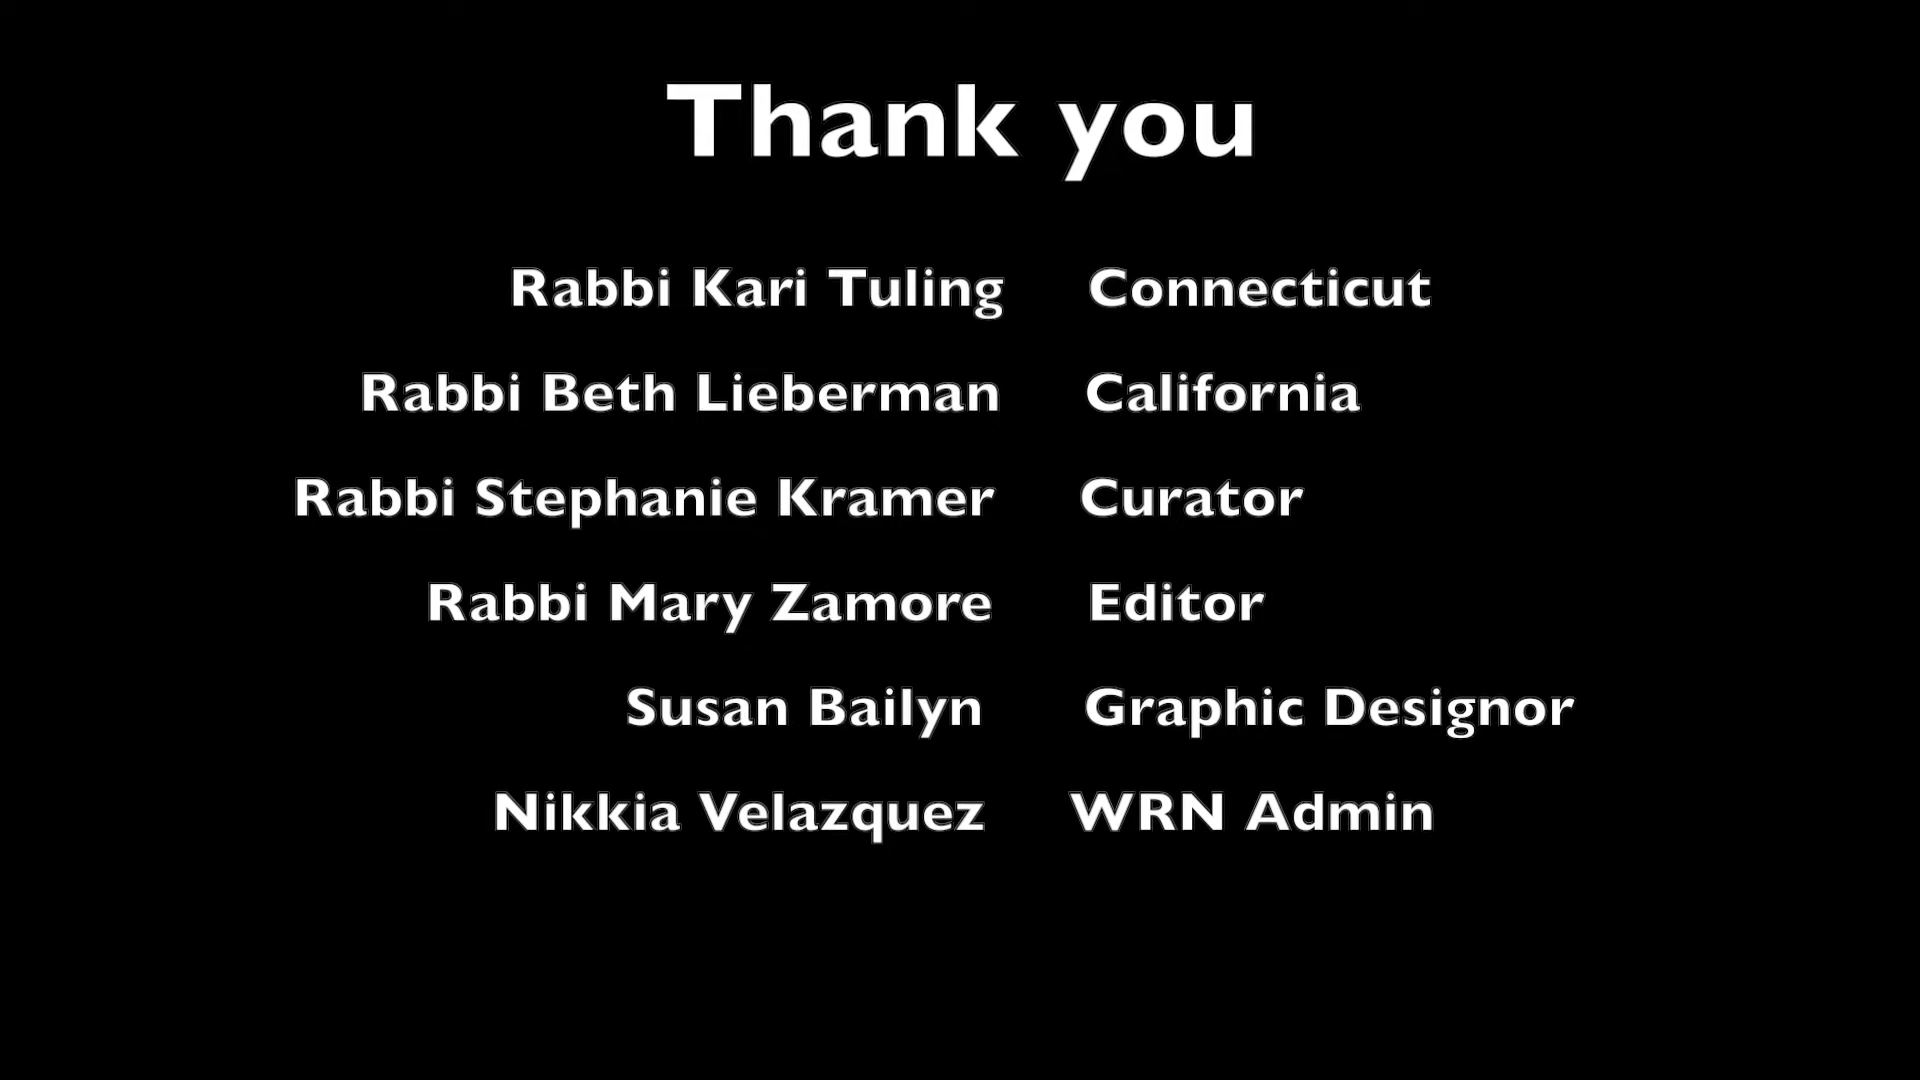 Thank you
Rabbi Kari Tuling Connecticut
Rabbi Beth Lieberman California
Rabbi Stephanie Kramer Curator
Rabbi Mary Zamore Editor
Susan Bailyn Graphic Designor
Nikkia Velazquez WRN Admin